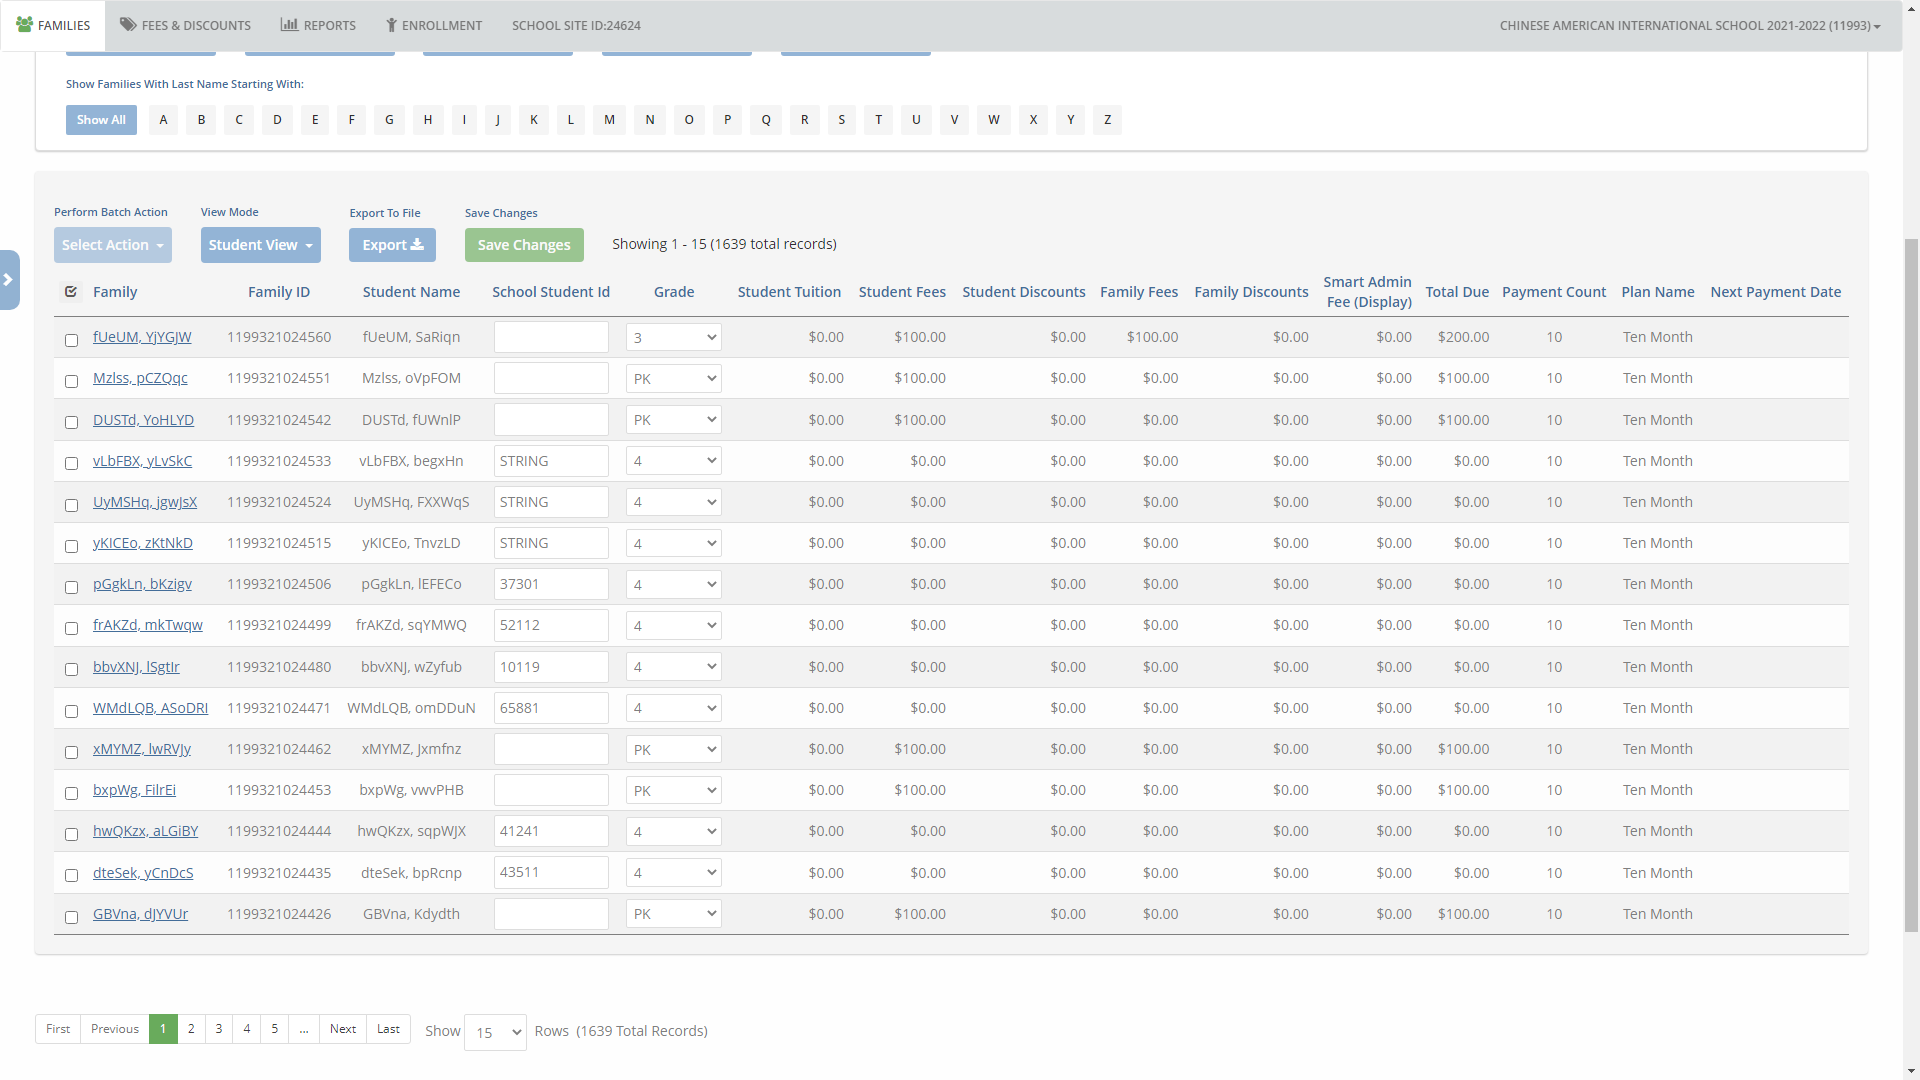 FAMILIES FEES & DISCOUNTS REPORTS ENROLLMENT SCHOOL SITE ID:24624 CHINESE AMERICAN INTERNATIONAL SCHOOL 2021-2022 (11993)
Show Families With Last Name Starting With:
Show All A B C D E F G H I J K L M N O P Q R S T U V W X Y Z
Perform Batch Action View Mode Export To File Save Changes
Select Action Student View Export Save Changes Showing 1 - 15 (1639 total records)
Family Family ID Student Name School Student Id Grade Student Tuition Student Fees Student Discounts Family Fees Family Discounts Smart Admin Fee (Display) Total Due Payment Count Plan Name Next Payment Date
fUeUM, YjYGJW 1199321024560 fUeUM, SaRiqn 3 $0.00 $100.00 $0.00 $100.00 $0.00 $0.00 $200.00 10 Ten Month
Mzlss, pCZQqc 1199321024551 Mzlss, oVpFOM PK $0.00 $100.00 $0.00 $0.00 $0.00 $0.00 $100.00 10 Ten Month
DUSTd, YoHLYD 1199321024542 DUSTd, fUWnlP PK $0.00 $100.00 $0.00 $0.00 $0.00 $0.00 $100.00 10 Ten Month
vLbFBX, yLvSkC 1199321024533 vLbFBX, begxHn STRING 4 $0.00 $0.00 $0.00 $0.00 $0.00 $0.00 $0.00 10 Ten Month
UyMSHq, jgwJsX 1199321024524 UyMSHq, FXXWqS STRING 4 $0.00 $0.00 $0.00 $0.00 $0.00 $0.00 $0.00 10 Ten Month
yKICEo, zKtNkD 1199321024515 yKICEo, TnvzLD STRING 4 $0.00 $0.00 $0.00 $0.00 $0.00 $0.00 $0.00 10 Ten Month
pGgkLn, bKzigv 1199321024506 pGgkLn, lEFECo 37301 4 $0.00 $0.00 $0.00 $0.00 $0.00 $0.00 $0.00 10 Ten Month
frAKZd, mkTwqw 1199321024499 frAKZd, sqYMWQ 52112 4 $0.00 $0.00 $0.00 $0.00 $0.00 $0.00 $0.00 10 Ten Month
bbvXNJ, lSgtIr 1199321024480 bbvXNJ, wZyfub 10119 4 $0.00 $0.00 $0.00 $0.00 $0.00 $0.00 $0.00 10 Ten Month
WMdLQB, ASoDRI 1199321024471 WMdLQB, omDDuN 65881 4 $0.00 $0.00 $0.00 $0.00 $0.00 $0.00 $0.00 10 Ten Month
xMYMZ, lwRVJy 1199321024462 xMYMZ, Jxmfnz PK $0.00 $100.00 $0.00 $0.00 $0.00 $0.00 $100.00 10 Ten Month
bxpWg, FilrEi 1199321024453 bxpWg, vwvPHB PK $0.00 $100.00 $0.00 $0.00 $0.00 $0.00 $100.00 10 Ten Month
hwQKzx, aLGiBY 1199321024444 hwQKzx, sqpWJX 41241 4 $0.00 $0.00 $0.00 $0.00 $0.00 $0.00 $0.00 10 Ten Month
dteSek, yCnDcS 1199321024435 dteSek, bpRcnp 43511 4 $0.00 $0.00 $0.00 $0.00 $0.00 $0.00 $0.00 10 Ten Month
GBVna, dJYVUr 1199321024426 GBVna, Kdydth PK $0.00 $100.00 $0.00 $0.00 $0.00 $0.00 $100.00 10 Ten Month
First Previous 1 2 3 4 5 ... Next Last Show 15 Rows (1639 Total Records)